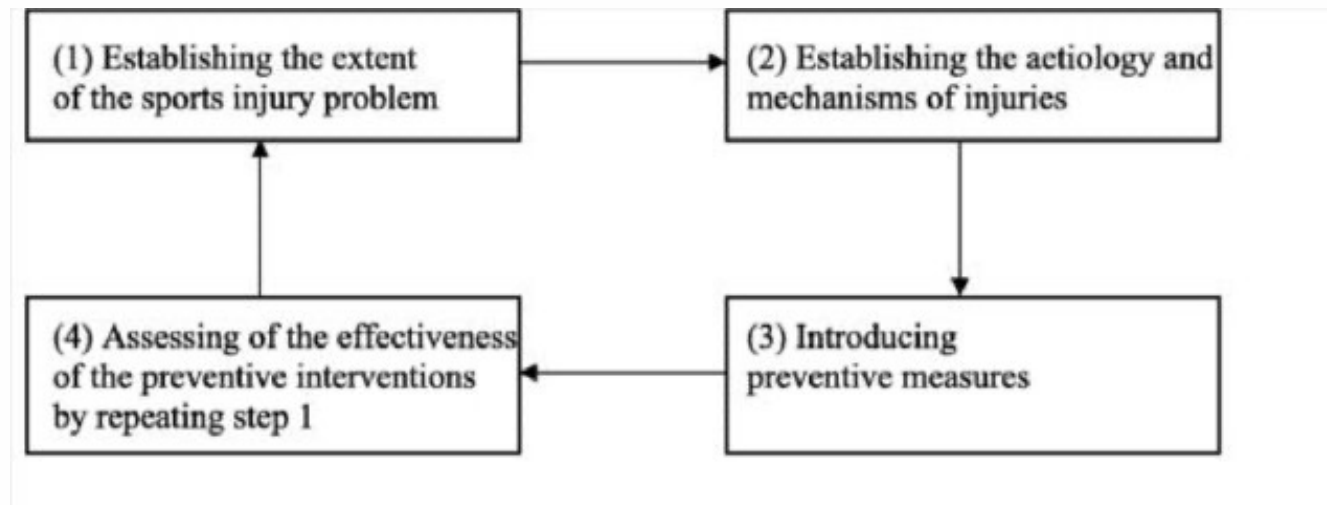 (1) Establishing the extent
of the sports injury problem
(2) Establishing the aetiology and
mechanisms of injuries
(3) Introducing
preventive measures
(4) Assessing of the effectiveness
of the preventive interventions
by repeating step 1